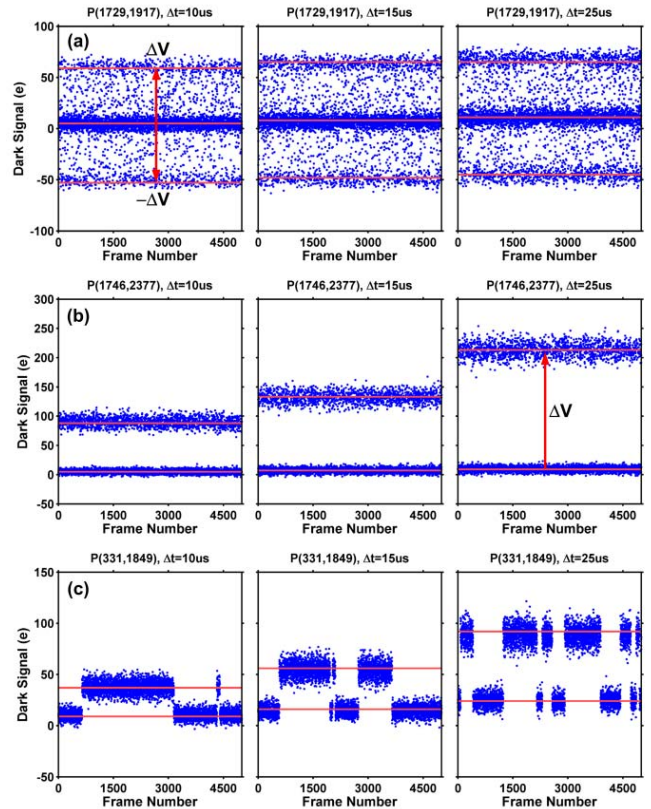 P(1729,1917), Δt=10us
P(1729,1917), Δt=15us
P(1729,1917), Δt=25us
(a)
ΔV
−ΔV
Dark Signal (e)
100
50
0
-50
-100
0 1500 3000 4500
0 1500 3000 4500
0 1500 3000 4500
Frame Number
Frame Number
Frame Number
P(1746,2377), Δt=10us
P(1746,2377), Δt=15us
P(1746,2377), Δt=25us
(b)
ΔV
Dark Signal (e)
300
250
200
150
100
50
0
-50
0 1500 3000 4500
0 1500 3000 4500
0 1500 3000 4500
Frame Number
Frame Number
Frame Number
P(331,1849), Δt=10us
P(331,1849), Δt=15us
P(331,1849), Δt=25us
(c)
Dark Signal (e)
150
100
50
0
-50
0 1500 3000 4500
0 1500 3000 4500
0 1500 3000 4500
Frame Number
Frame Number
Frame Number